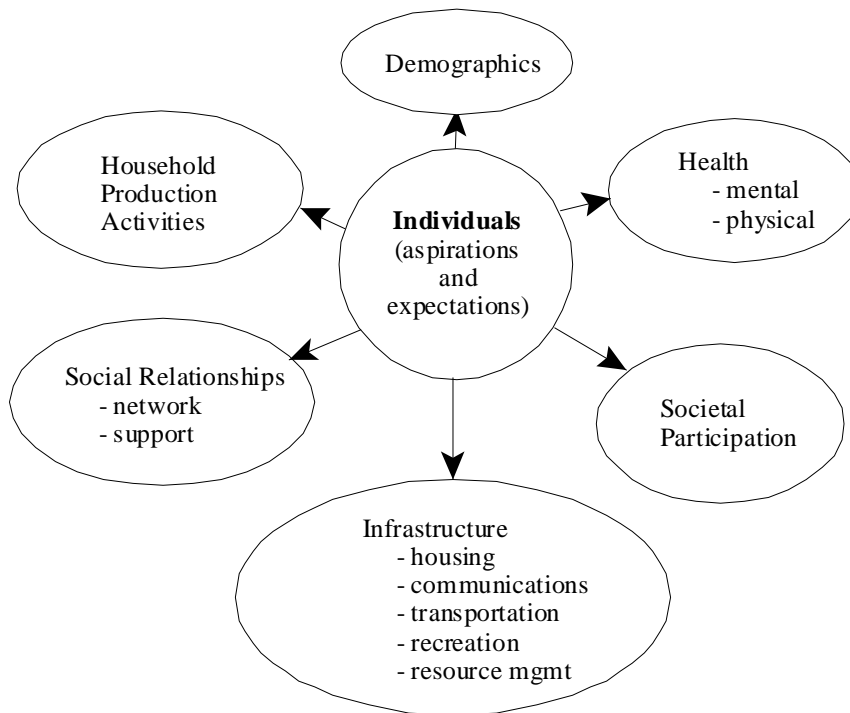 Demographics
Household
Production
Activities
Health
- mental
- physical
Individuals
(aspirations
and
expectations)
Social Relationships
- network
- support
Societal
Participation
Infrastructure
- housing
- communications
- transportation
- recreation
- resource mgmt